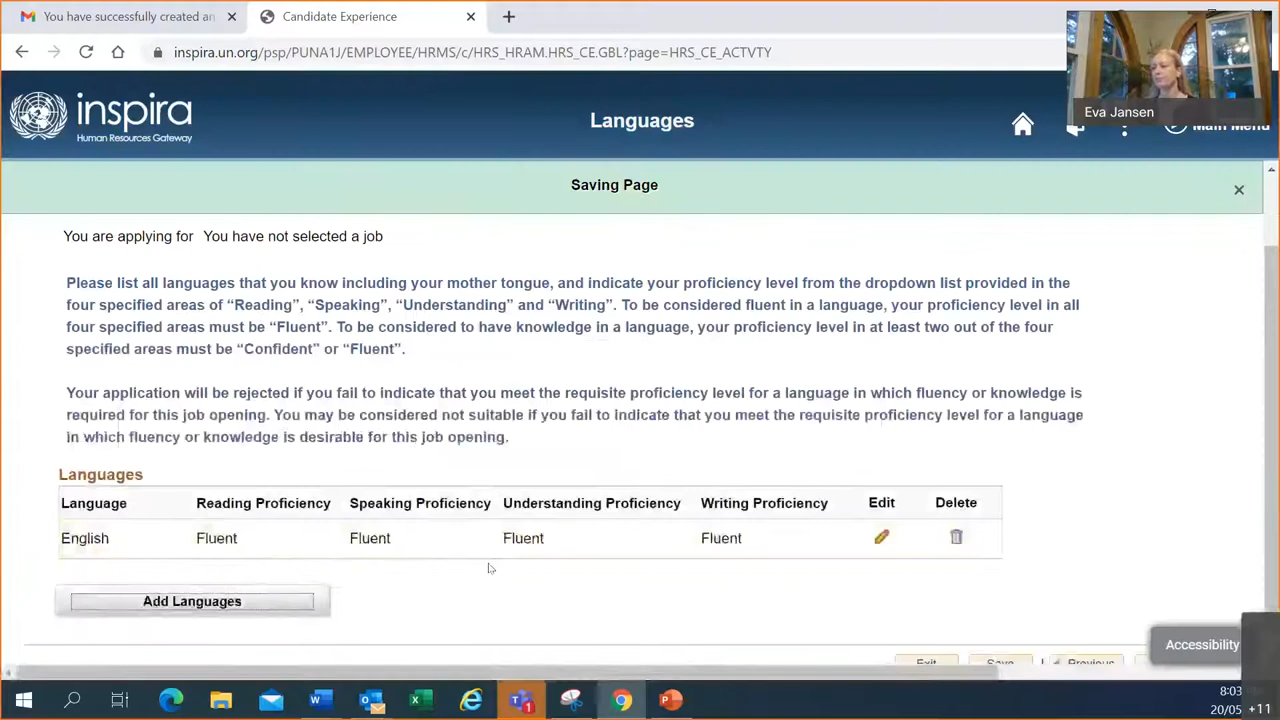 You have successfully created an
Candidate Experience
inspira.un.org/psp/PUNA1J/EMPLOYEE/HRMS/c/HRS_HRAM.HRS_CE.GBL?page=HRS_CE_ACTVTY
Eva Jansen
inspira
Human Resources Gateway
Languages
Main Menu
Saving Page
You are applying for You have not selected a job
Please list all languages that you know including your mother tongue, and indicate your proficiency level from the dropdown list provided in the
four specified areas of “Reading”, “Speaking”, “Understanding” and “Writing”. To be considered fluent in a language, your proficiency level in all
four specified areas must be “Fluent”. To be considered to have knowledge in a language, your proficiency level in at least two out of the four
specified areas must be “Confident” or “Fluent”.
Your application will be rejected if you fail to indicate that you meet the requisite proficiency level for a language in which fluency or knowledge is
required for this job opening. You may be considered not suitable if you fail to indicate that you meet the requisite proficiency level for a language
in which fluency or knowledge is desirable for this job opening.
Languages
Language Reading Proficiency Speaking Proficiency Understanding Proficiency Writing Proficiency Edit Delete
English Fluent Fluent Fluent Fluent
Add Languages
Accessibility
Exit Save Previous
8:03
20/05 +11